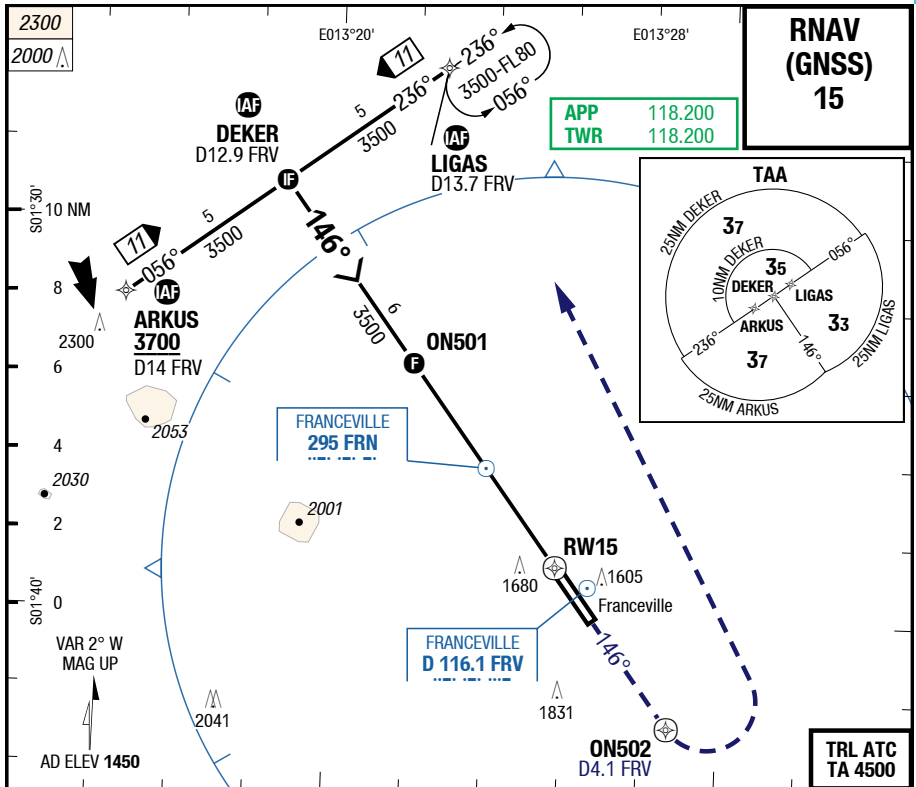 2300
2000
E013°20'
E013°28'
RNAV
(GNSS)
15
11
236°
3500-FL80
056°
236°
5
3500
IAF
DEKER
D12.9 FRV
IAF
LIGAS
D13.7 FRV
APP 118.200
TWR 118.200
IF
S01°30'
10 NM
5
3500
146°
11
056°
IAF
ARKUS
3700
D14 FRV
8
2300
6
3500
6
ON501
F
TAA
25NM DEKER
37
10NM DEKER
35
056°
DEKER
LIGAS
ARKUS
33
236°
146°
37
25NM LIGAS
25NM ARKUS
2053
4
FRANCEVILLE
295 FRN
2030
2
2001
RW15
1680
1605
Franceville
S01°40'
0
FRANCEVILLE
D 116.1 FRV
146°
VAR 2° W
MAG UP
2041
1831
AD ELEV 1450
ON502
D4.1 FRV
TRL ATC
TA 4500